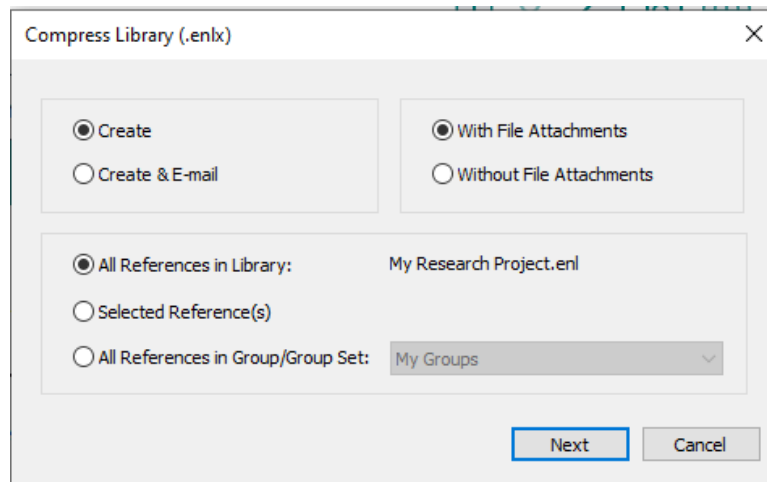 Compress Library (.enlx)
Create
With File Attachments
Create & E-mail
Without File Attachments
All References in Library: My Research Project.enl
Selected Reference(s)
All References in Group/Group Set: My Groups
Next Cancel